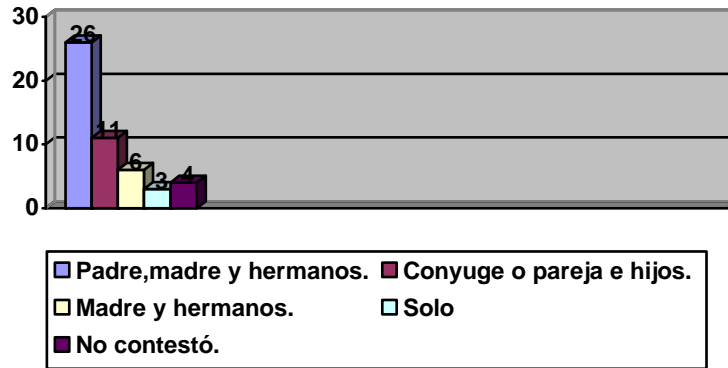 30
20
10
0
26
11
6
3
4
Padre,madre y hermanos.
Conyuge o pareja e hijos.
Madre y hermanos.
Solo
No contestó.